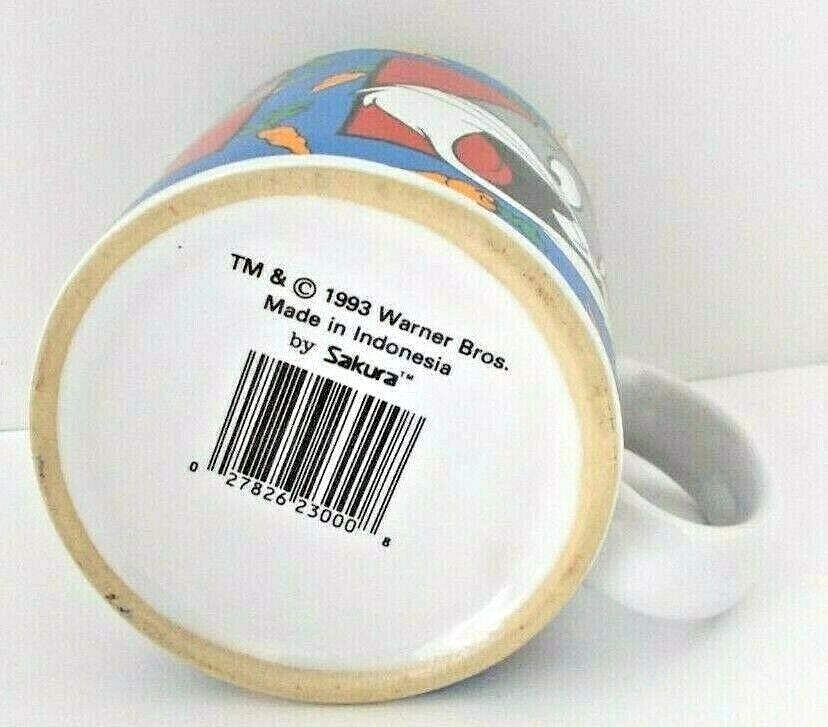 TM & © 1993 Warner Bros.
Made in Indonesia
by Sakura™
0 27826 23000 8